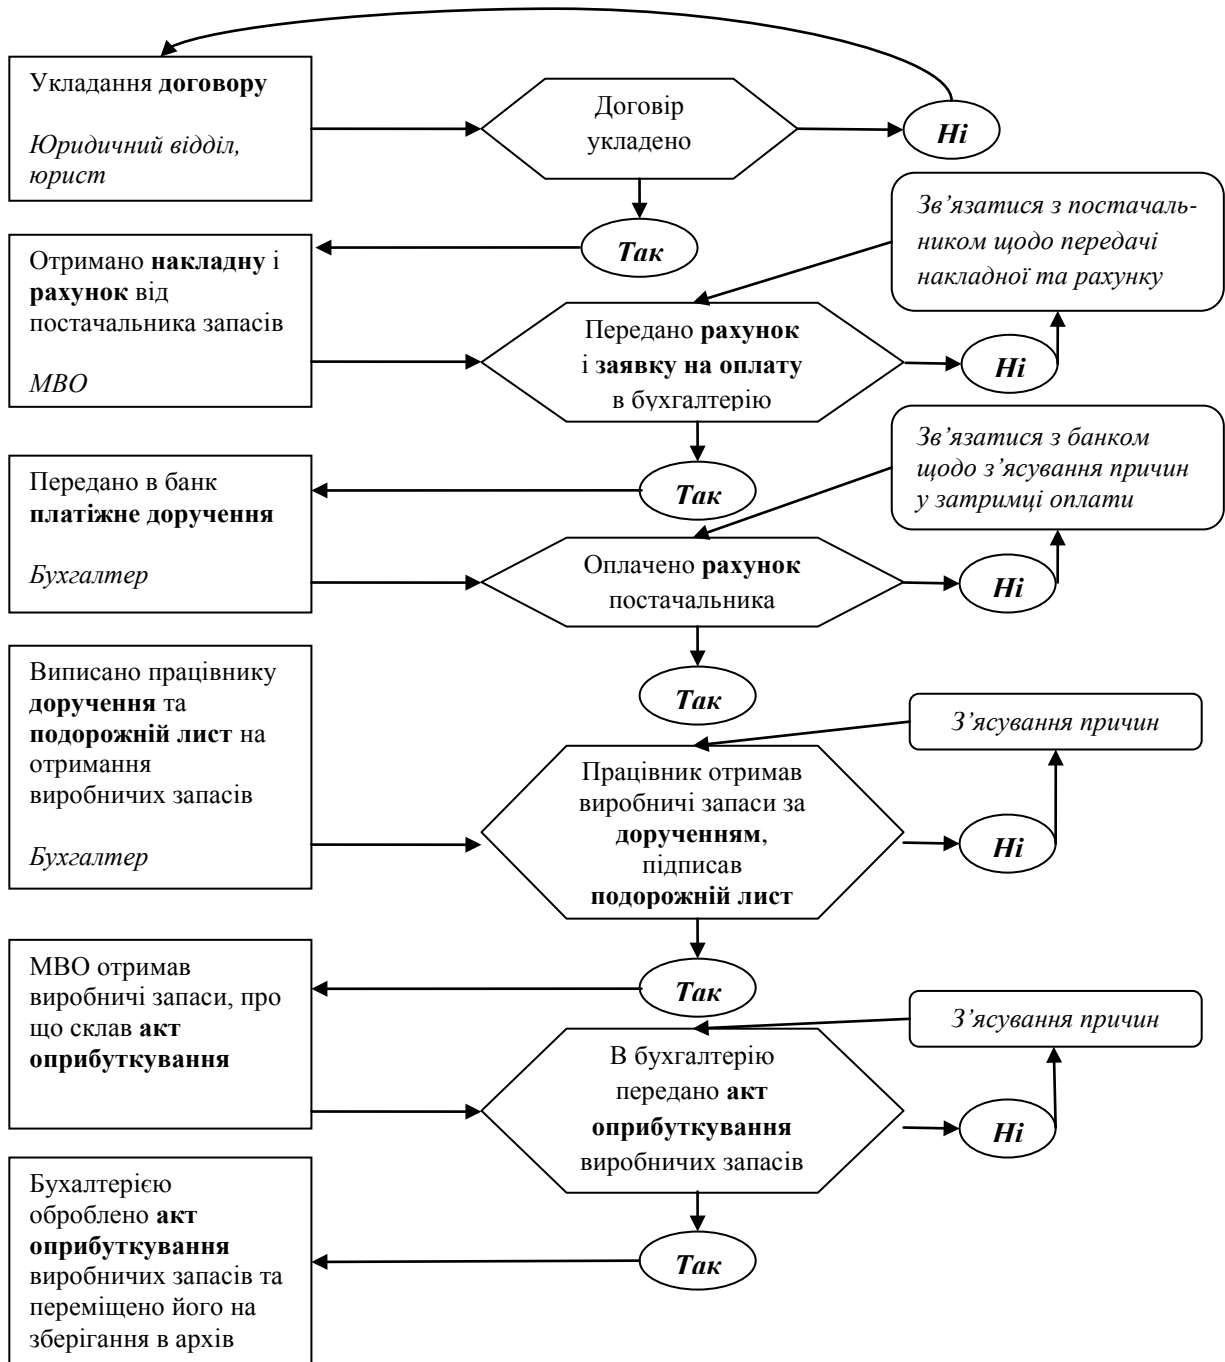 Укладання договору
Юридичний відділ,
юрист
Договір
укладено
Ні
Так
Зв’язатися з постачаль-
ником щодо передачі
накладної та рахунку
Отримано накладну і
рахунок від
постачальника запасів
МВО
Передано рахунок
і заявку на оплату
в бухгалтерію
Ні
Так
Зв’язатися з банком
щодо з’ясування причин
у затримці оплати
Передано в банк
платіжне доручення
Бухгалтер
Оплачено рахунок
постачальника
Ні
Так
Виписано працівнику
доручення та
подорожній лист на
отримання
виробничих запасів
Бухгалтер
З’ясування причин
Працівник отримав
виробничі запаси за
дорученням,
підписав
подорожній лист
Ні
Так
МВО отримав
виробничі запаси, про
що склав акт
оприбуткування
З’ясування причин
В бухгалтерію
передано акт
оприбуткування
виробничих запасів
Ні
Так
Бухалтерією
оброблено акт
оприбуткування
виробничих запасів та
переміщено його на
зберігання в архів